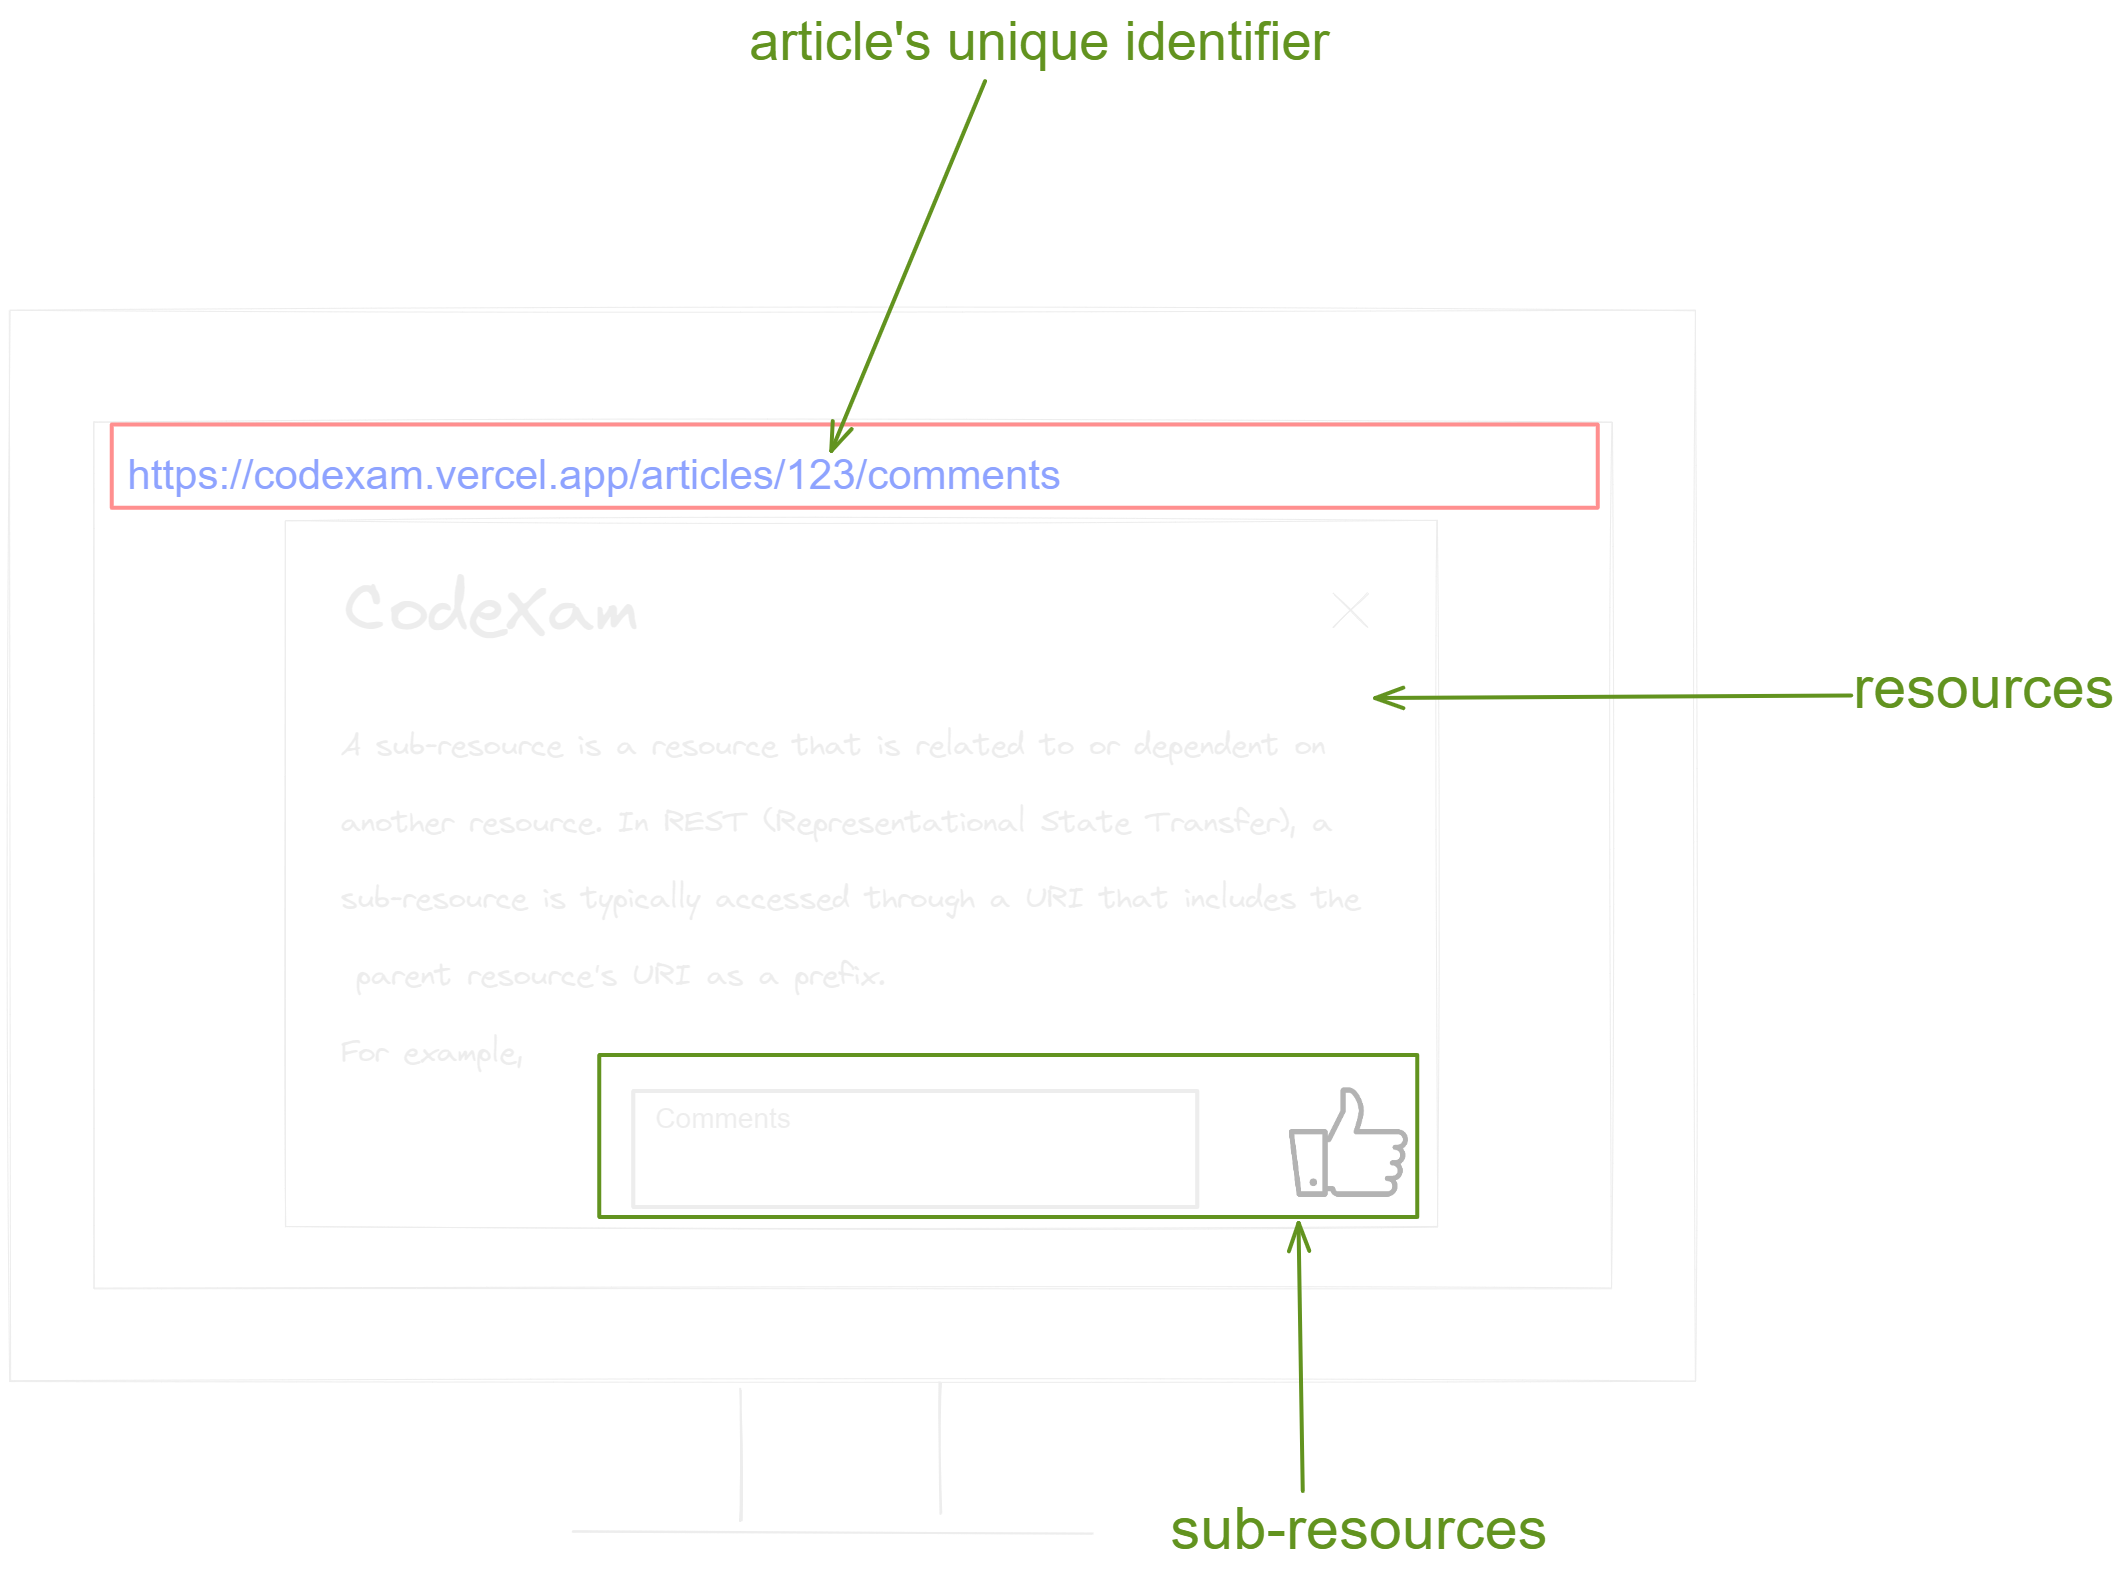 article's unique identifier
https://codexam.vercel.app/articles/123/comments
CodeXam
resources
A sub-resource is a resource that is related to or dependent on
another resource. In REST (Representational State Transfer), a
sub-resource is typically accessed through a URI that includes the
parent resource's URI as a prefix.
For example,
Comments
sub-resources